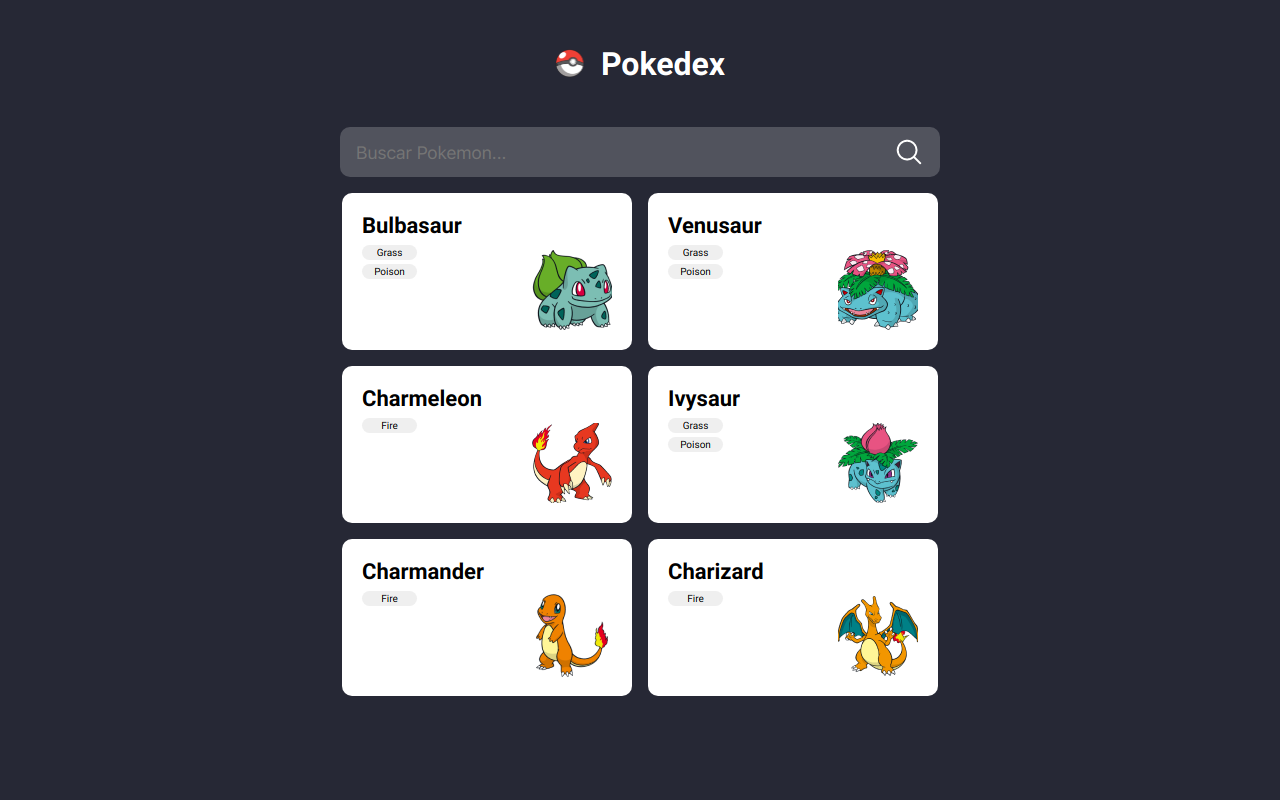 Pokedex
Buscar Pokemon...
Bulbasaur
Grass
Poison
Venusaur
Grass
Poison
Charmeleon
Fire
Ivysaur
Grass
Poison
Charmander
Fire
Charizard
Fire